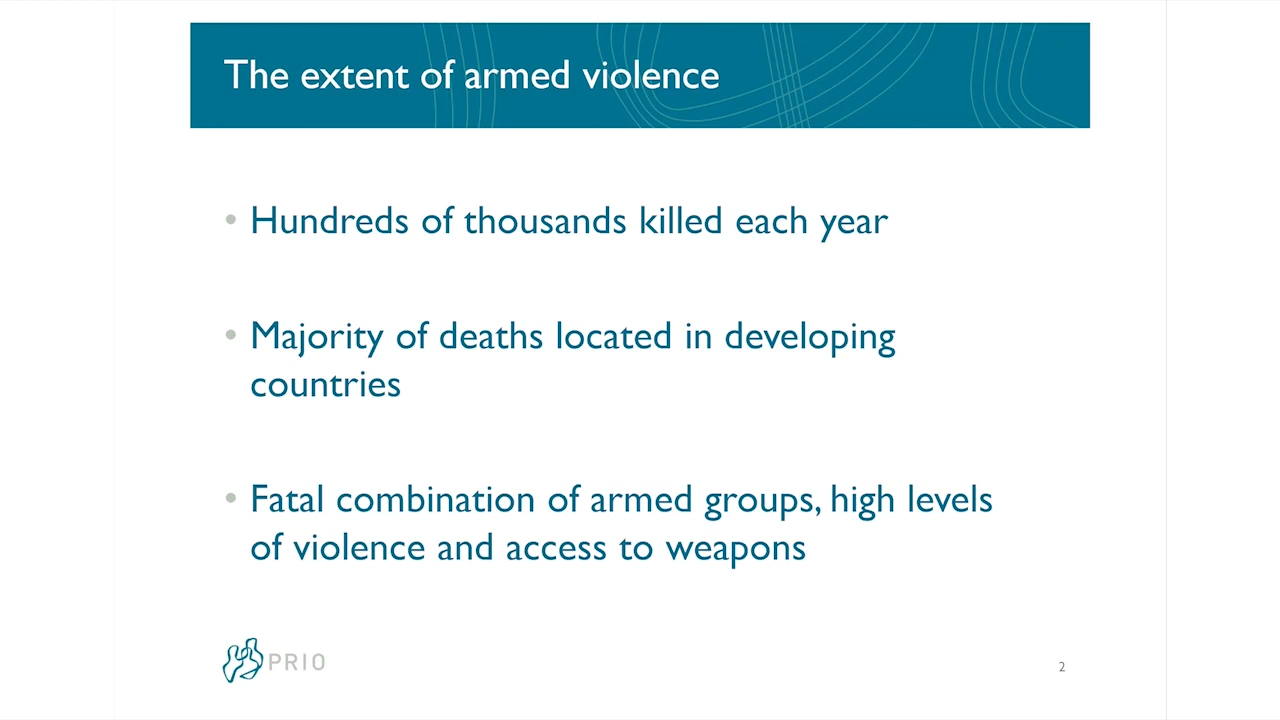 The extent of armed violence
• Hundreds of thousands killed each year
• Majority of deaths located in developing
countries
• Fatal combination of armed groups, high levels
of violence and access to weapons
PRIO
2